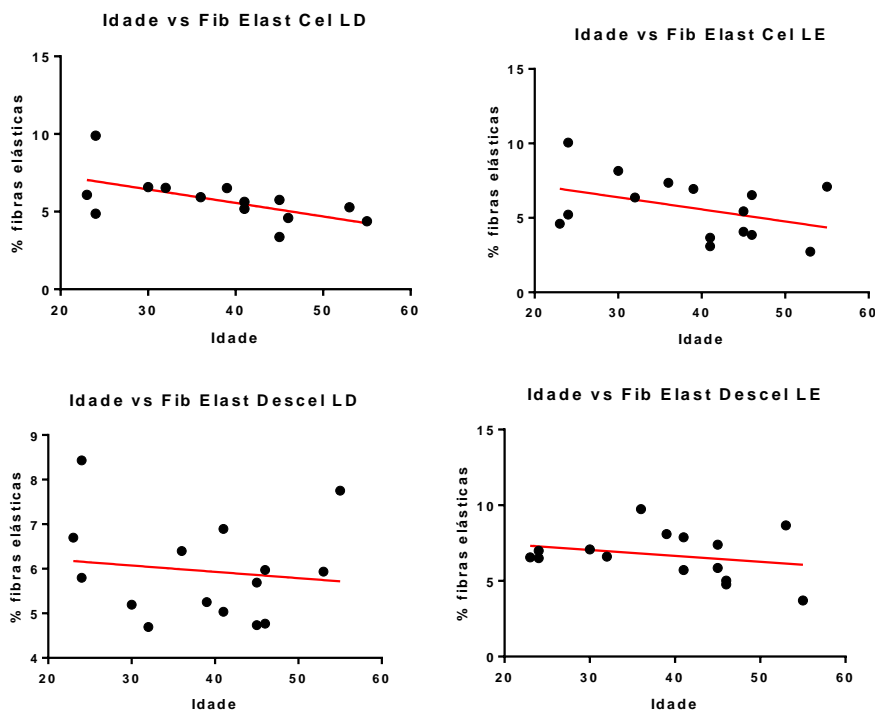 Idade vs Fib Elast Cel LD
% fibras elásticas
15
10
5
0
20 30 40 50 60
Idade
Idade vs Fib Elast Cel LE
% fibras elásticas
15
10
5
0
20 30 40 50 60
Idade
Idade vs Fib Elast Descel LD
% fibras elásticas
9
8
7
6
5
4
20 30 40 50 60
Idade
Idade vs Fib Elast Descel LE
% fibras elásticas
15
10
5
0
20 30 40 50 60
Idade